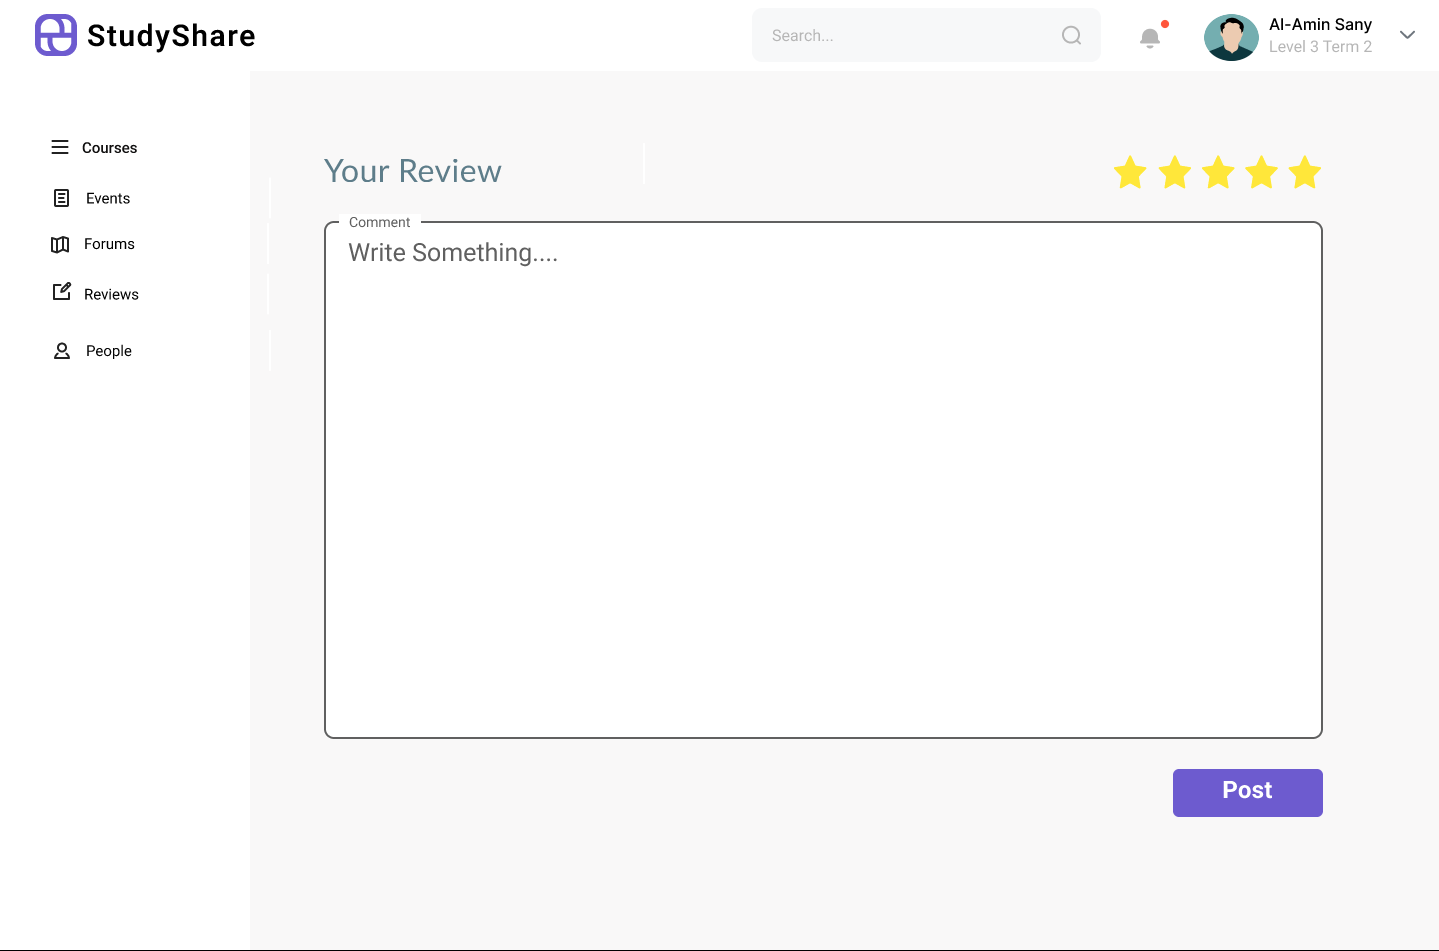 StudyShare
Search...
Al-Amin Sany
Level 3 Term 2
Courses
Events
Forums
Reviews
People
Your Review
Comment
Write Something....
Post